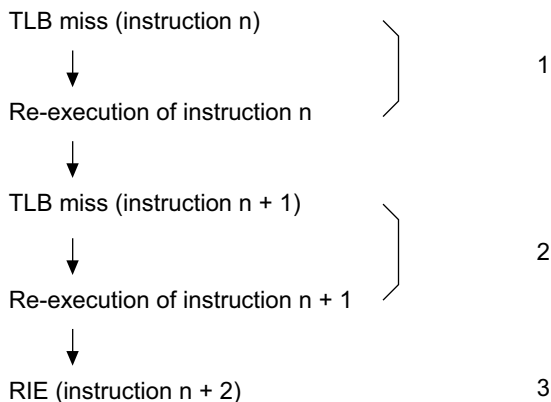 TLB miss (instruction n)
1
Re-execution of instruction n
TLB miss (instruction n + 1)
2
Re-execution of instruction n + 1
RIE (instruction n + 2)
3